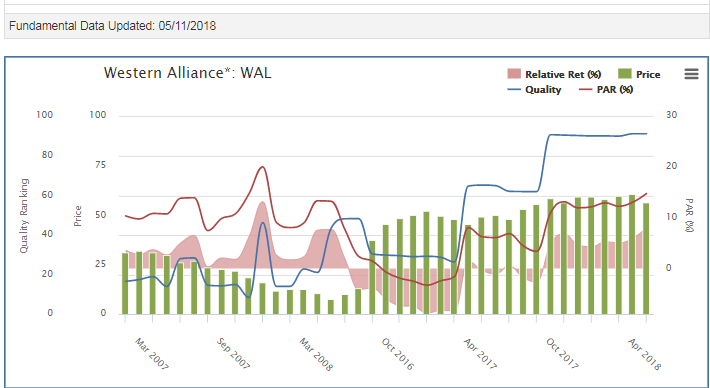 Fundamental Data Updated: 05/11/2018
Western Alliance*: WAL
Relative Ret (%) Price
Quality PAR (%)
100 100 30
80 75 20
60 50 10
40 25 0
20 0
0
Quality Ranking
Price
PAR (%)
Mar 2007 Sep 2007 Mar 2008 Oct 2016 Apr 2017 Oct 2017 Apr 2018